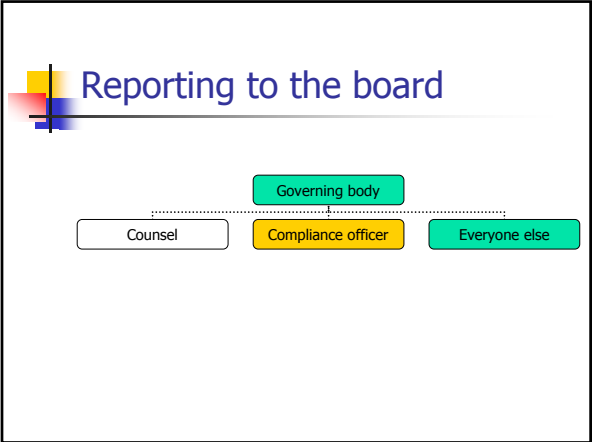 Reporting to the board
Governing body
Counsel
Compliance officer
Everyone else